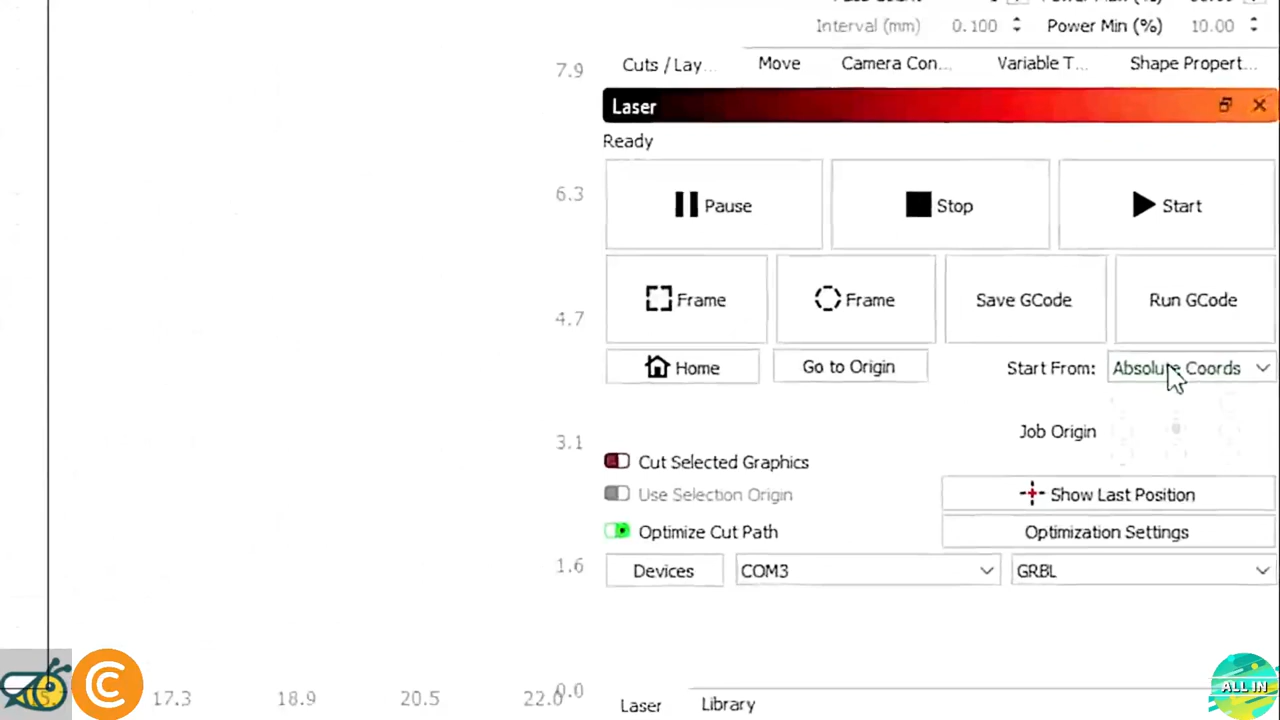 Interval (mm) 0.100 Power Min (%) 10.00
7.9
Cuts / Lay... Move Camera Con... Variable T... Shape Propert...
Laser
Ready
6.3
Pause Stop Start
4.7
Frame Frame Save GCode Run GCode
Home Go to Origin Start From: Absolute Coords
3.1
Job Origin
Cut Selected Graphics
Use Selection Origin Show Last Position
Optimize Cut Path Optimization Settings
1.6
Devices COM3 GRBL
0.0
17.3 18.9 20.5 22.0
Laser Library
ALL IN